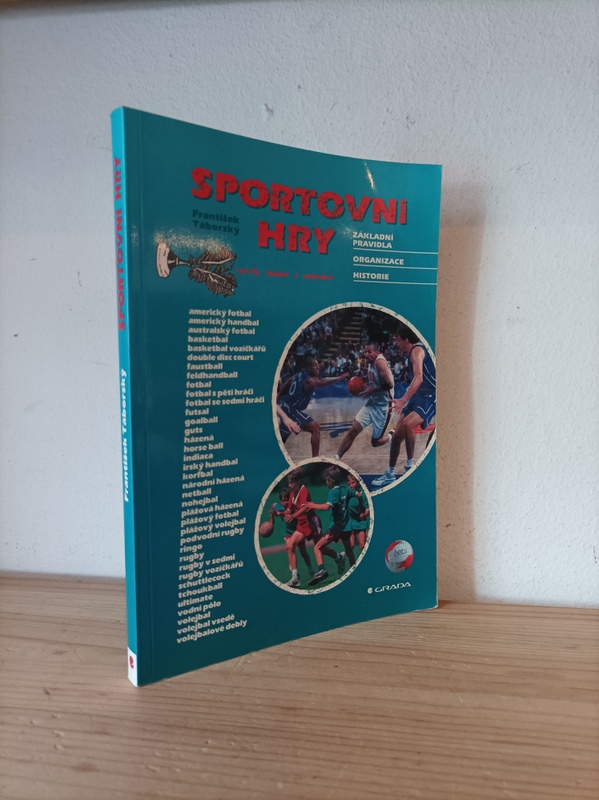 SPORTOVNÍ HRY
František Táborský
SPORTOVNÍ
HRY
František
Táborský
ZÁKLADNÍ
PRAVIDLA
ORGANIZACE
HISTORIE
americký fotbal
americký handbal
australský fotbal
basketbal
basketbal vozíčkářů
double disc court
faustball
feldhandball
fotbal
fotbal s pěti hráči
fotbal se sedmi hráči
futsal
goalball
guts
házená
horse ball
indiaca
irský handbal
korfbal
národní házená
netball
nohejbal
plážová házená
plážový fotbal
plážový volejbal
podvodní rugby
ringo
rugby
rugby v sedmi
rugby vozíčkářů
schuttlecock
tchoukball
ultimate
vodní pólo
volejbal
volejbal vsedě
volejbalové debly
GRADA